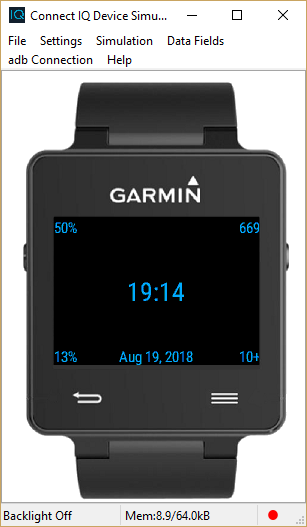 IQ Connect IQ Device Simu...
File Settings Simulation Data Fields
adb Connection Help
GARMIN
50% 669
19:14
13% Aug 19, 2018 10+
Backlight Off Mem:8.9/64.0kB